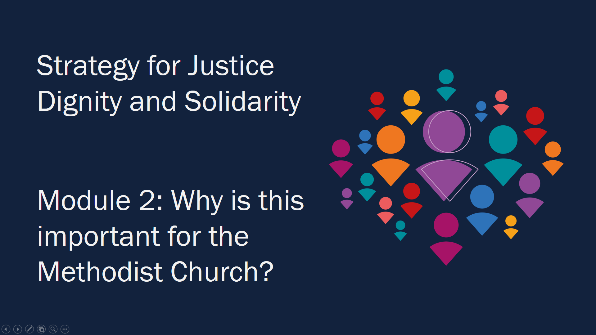 Strategy for Justice
Dignity and Solidarity
Module 2: Why is this
important for the
Methodist Church?